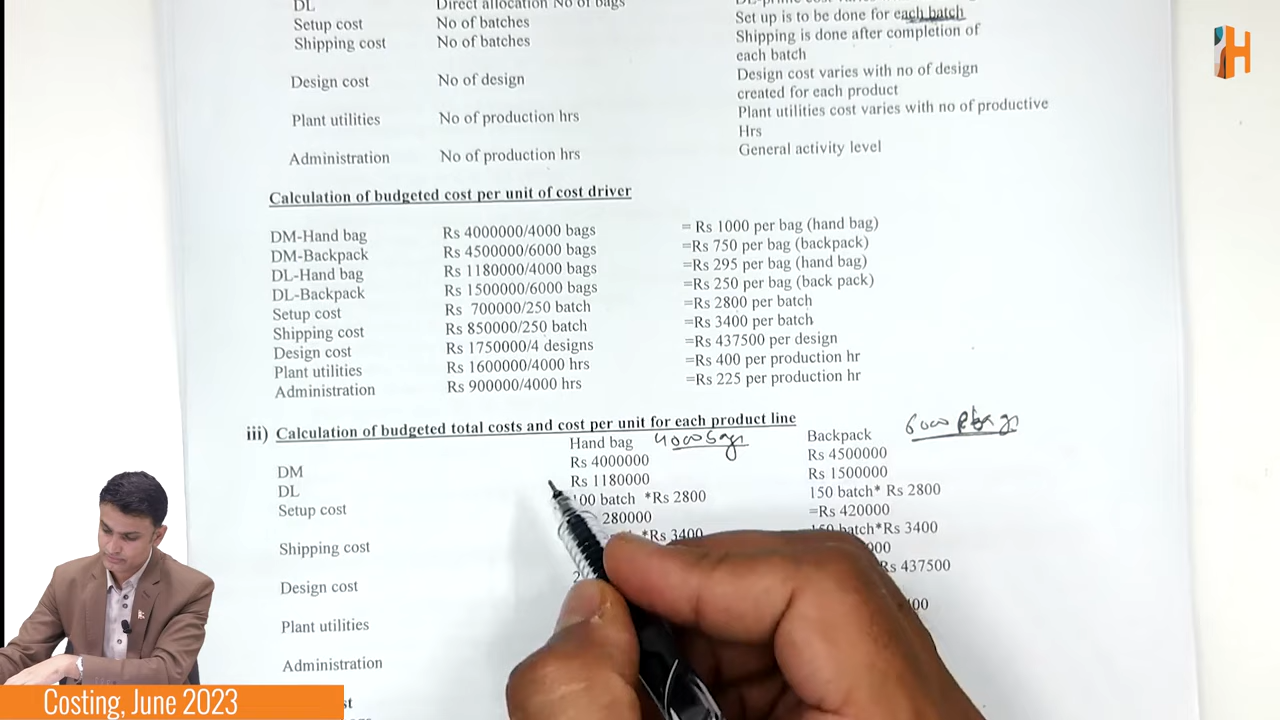 DL Direct allocation No of bags
Setup cost No of batches Set up is to be done for each batch
Shipping cost No of batches Shipping is done after completion of
each batch
Design cost No of design Design cost varies with no of design
created for each product
Plant utilities No of production hrs Plant utilities cost varies with no of productive
Hrs
Administration No of production hrs General activity level
Calculation of budgeted cost per unit of cost driver
DM-Hand bag Rs 4000000/4000 bags = Rs 1000 per bag (hand bag)
DM-Backpack Rs 4500000/6000 bags =Rs 750 per bag (backpack)
DL-Hand bag Rs 1180000/4000 bags =Rs 295 per bag (hand bag)
DL-Backpack Rs 1500000/6000 bags =Rs 250 per bag (back pack)
Setup cost Rs 700000/250 batch =Rs 2800 per batch
Shipping cost Rs 850000/250 batch =Rs 3400 per batch
Design cost Rs 1750000/4 designs =Rs 437500 per design
Plant utilities Rs 1600000/4000 hrs =Rs 400 per production hr
Administration Rs 900000/4000 hrs =Rs 225 per production hr
iii) Calculation of budgeted total costs and cost per unit for each product line
Hand bag 4000 bags Backpack 6000 bags
DM Rs 4000000 Rs 4500000
DL Rs 1180000 Rs 1500000
Setup cost 100 batch *Rs 2800 150 batch* Rs 2800
280000 =Rs 420000
Shipping cost *Rs 3400 150 batch*Rs 3400
Design cost Rs 437500
Plant utilities
Administration
H
Costing, June 2023